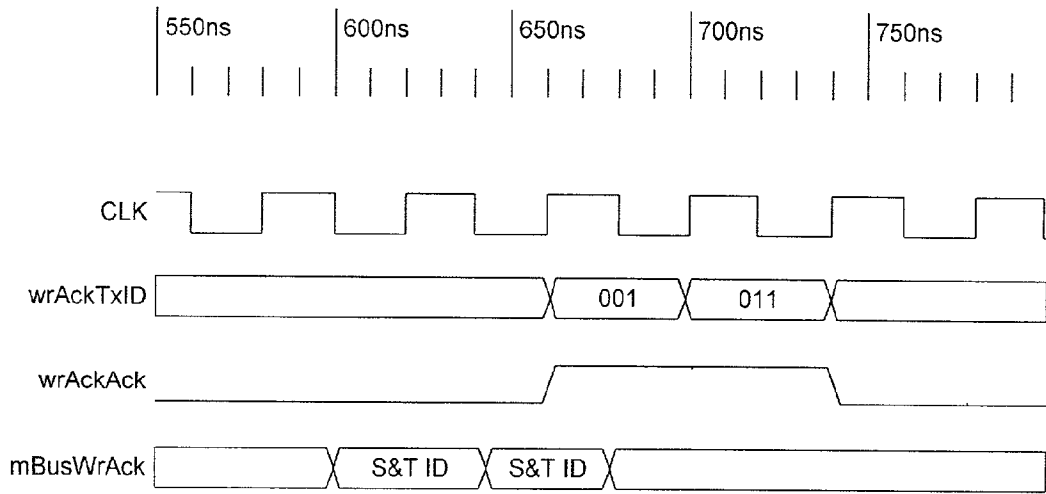 550ns 600ns 650ns 700ns 750ns
CLK
wrAckTxID 001 011
wrAckAck
mBusWrAck S&T ID S&T ID